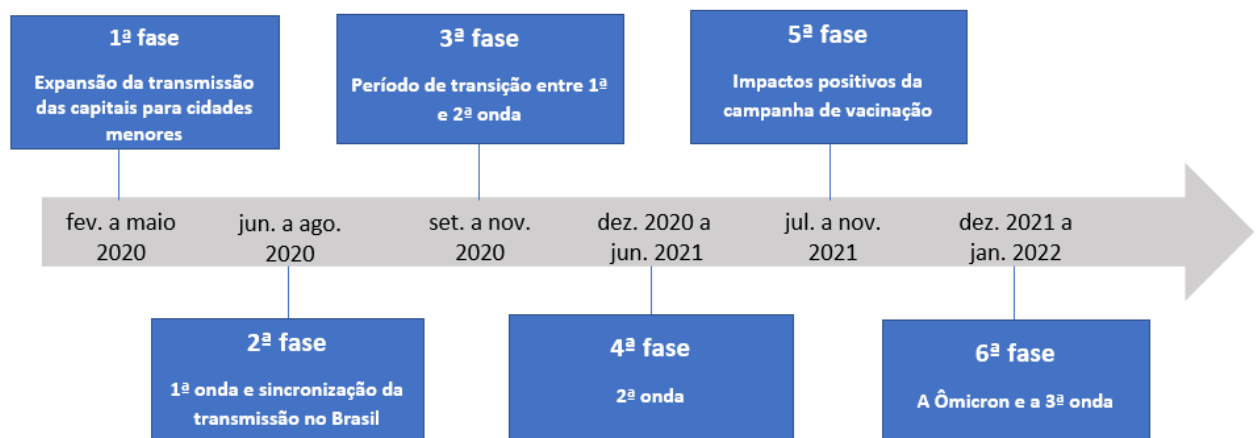 1ª fase
Expansão da transmissão
das capitais para cidades
menores
3ª fase
Período de transição entre 1ª
e 2ª onda
5ª fase
Impactos positivos da
campanha de vacinação
fev. a maio
2020
jun. a ago.
2020
set. a nov.
2020
dez. 2020 a
jun. 2021
jul. a nov.
2021
dez. 2021 a
jan. 2022
2ª fase
1ª onda e sincronização da
transmissão no Brasil
4ª fase
2ª onda
6ª fase
A Ômicron e a 3ª onda